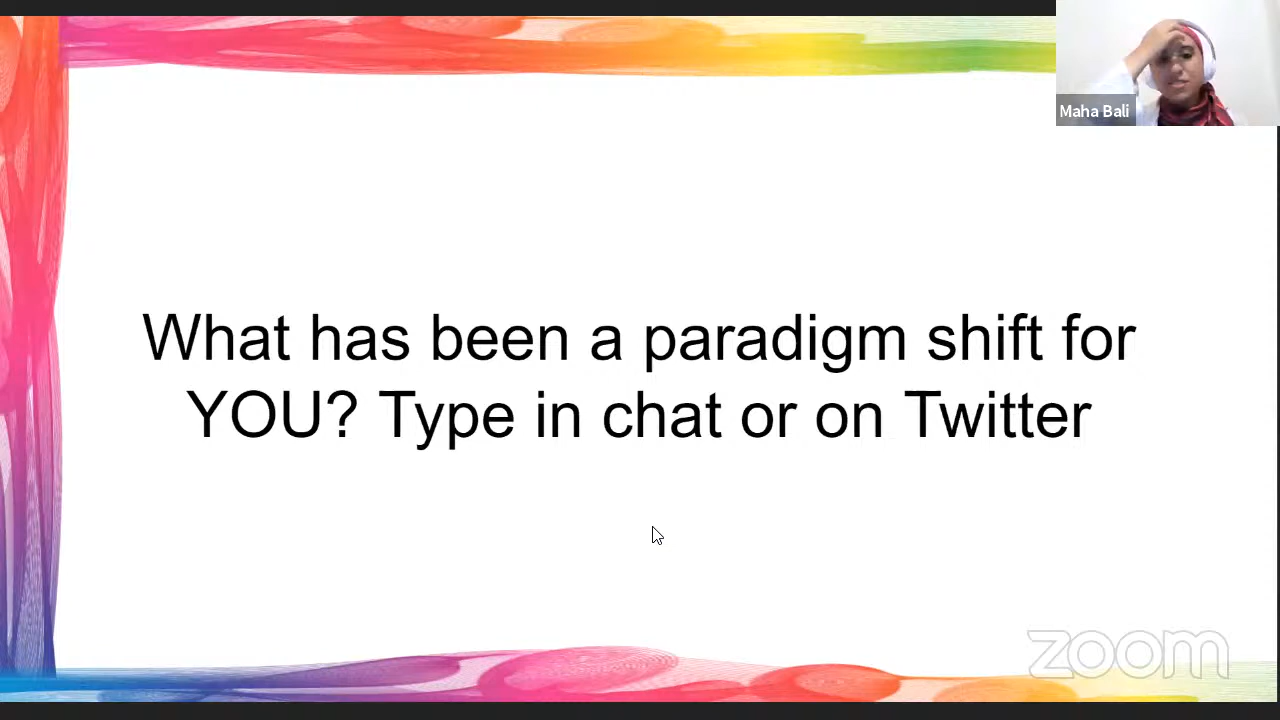 Maha Bali
What has been a paradigm shift for
YOU? Type in chat or on Twitter
zoom